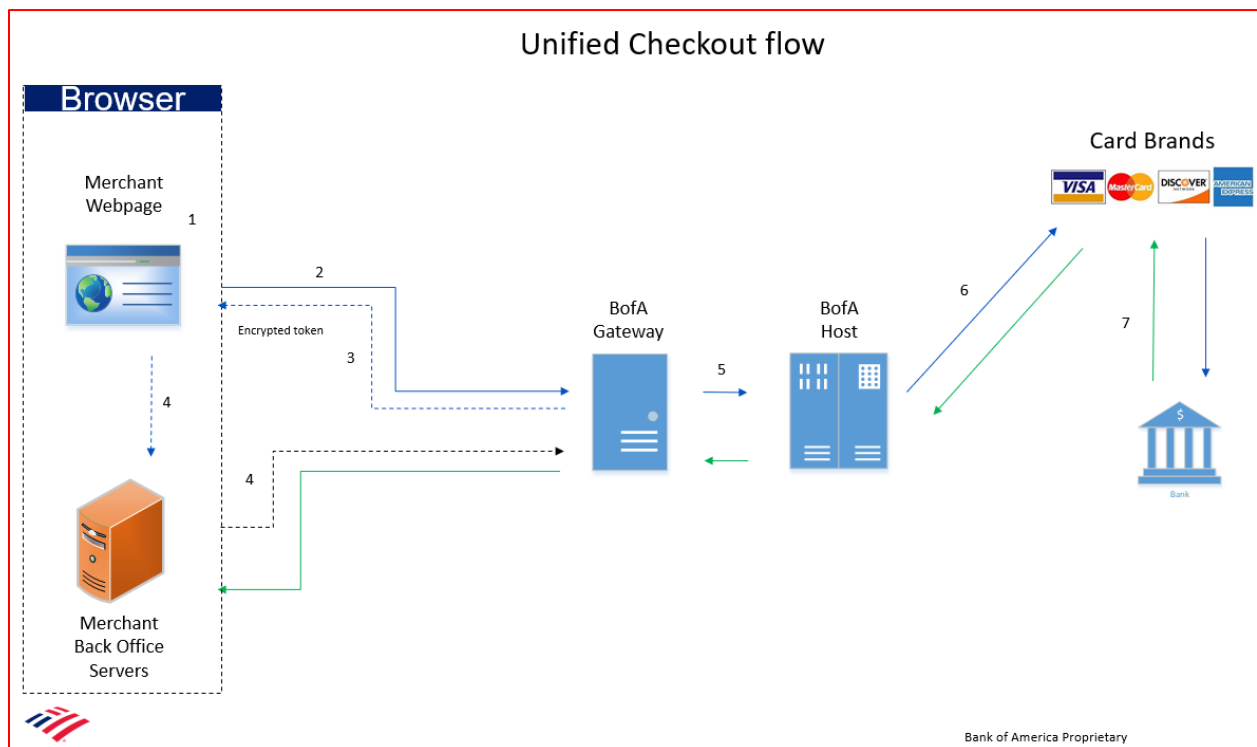 Unified Checkout flow
Browser
Merchant
Webpage
1
2
Encrypted token
3
4
4
Merchant
Back Office
Servers
BofA
Gateway
5
BofA
Host
6
Card Brands
VISA
MasterCard
DISCOVER
NETWORK
AMERICAN
EXPRESS
7
$
Bank
Bank of America Proprietary